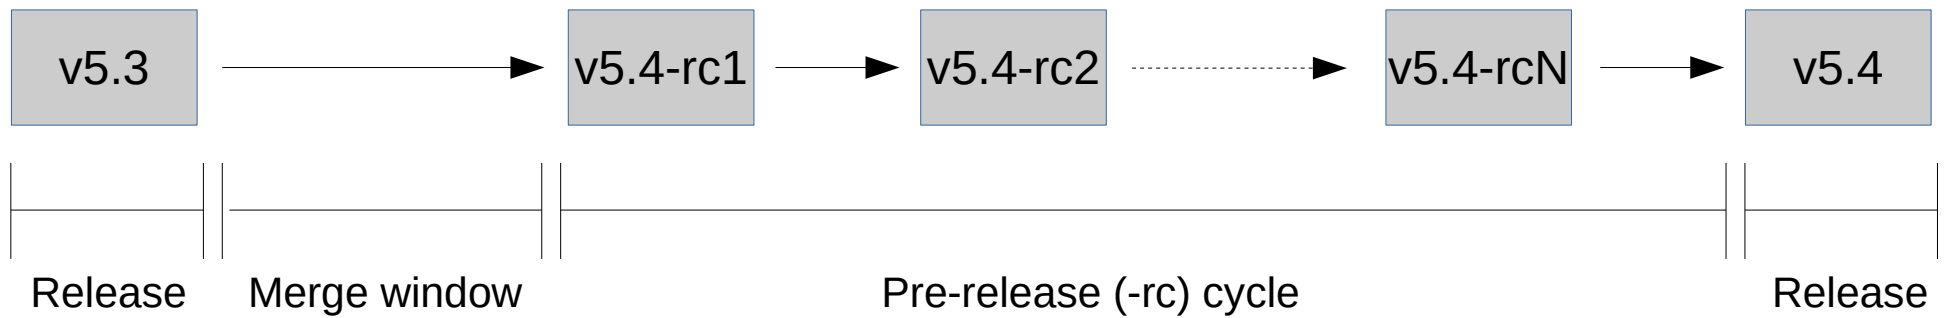 v5.3
v5.4-rc1
v5.4-rc2
v5.4-rcN
v5.4
Release
Merge window
Pre-release (-rc) cycle
Release